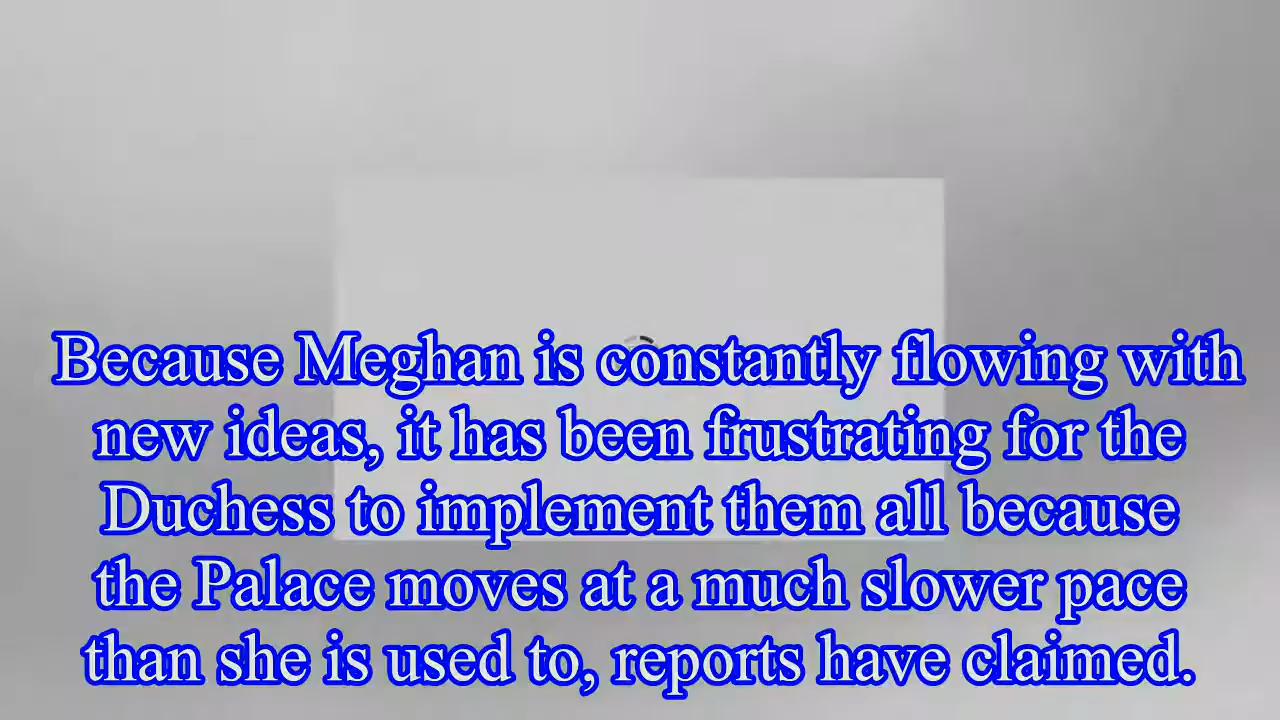 Because Meghan is constantly flowing with
new ideas, it has been frustrating for the
Duchess to implement them all because
the Palace moves at a much slower pace
than she is used to, reports have claimed.